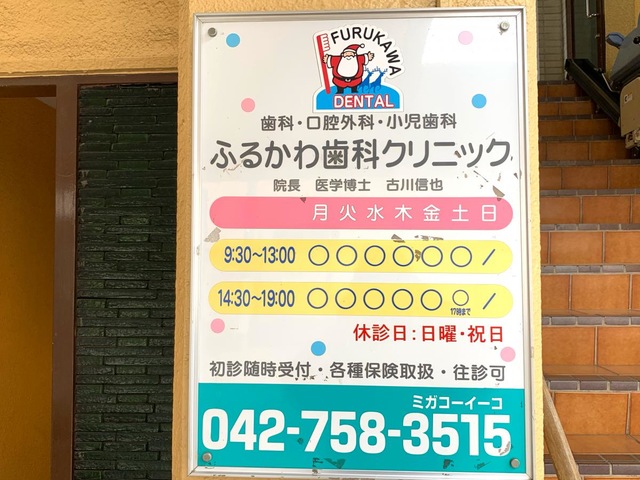 FURUKAWA
DENTAL
歯科・口腔外科・小児歯科
ふるかわ歯科クリニック
院長 医学博士 古川信也
月 火 水 木 金 土 日
9:30~13:00 ○ ○ ○ ○ ○ ○ /
14:30~19:00 ○ ○ ○ ○ ○ ○ /
17時まで
休診日:日曜・祝日
初診随時受付・各種保険取扱・往診可
ミガコーイーコ
042-758-3515